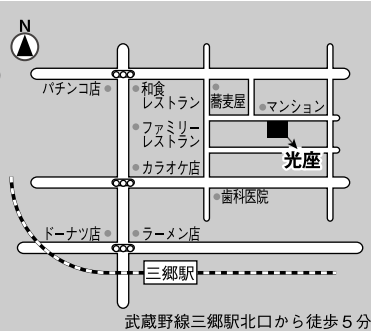 N
パチンコ店
和食
レストラン
蕎麦屋
マンション
ファミリー
レストラン
光座
カラオケ店
歯科医院
ドーナツ店
ラーメン店
三郷駅
武蔵野線三郷駅北口から徒歩5分